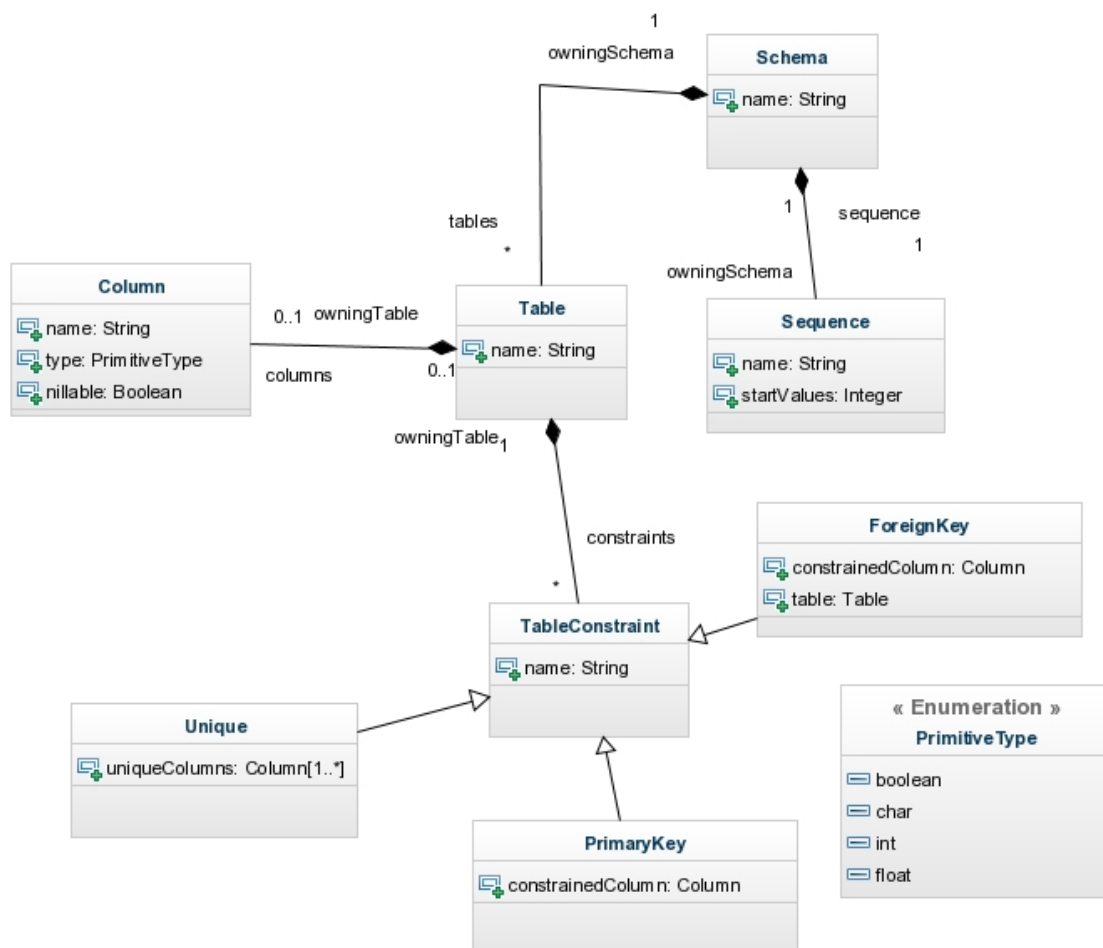 1
owningSchema
Schema
name: String
tables
*
1
sequence
1
owningSchema
Column
name: String
type: PrimitiveType
nillable: Boolean
0..1
owningTable
columns
0..1
Table
name: String
Sequence
name: String
startValues: Integer
owningTable
1
constraints
*
ForeignKey
constrainedColumn: Column
table: Table
TableConstraint
name: String
Unique
uniqueColumns: Column[1..*]
« Enumeration »
PrimitiveType
boolean
char
int
float
PrimaryKey
constrainedColumn: Column